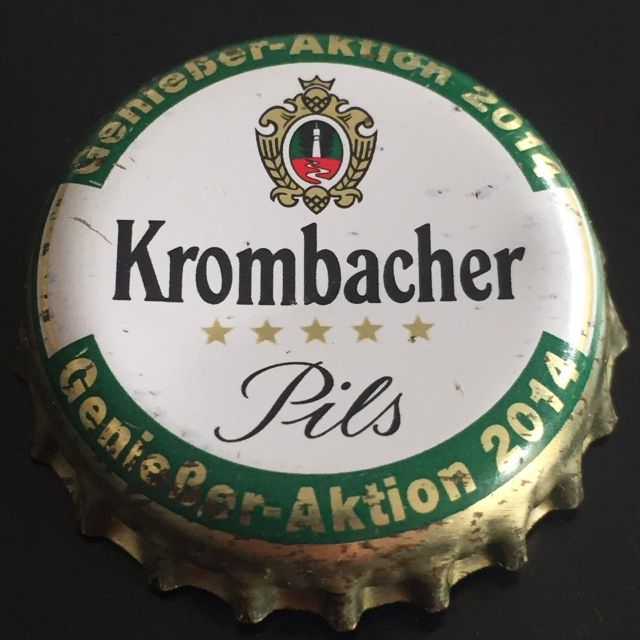 Genießer-Aktion 2014
Krombacher
Pils
Genießer-Aktion 2014